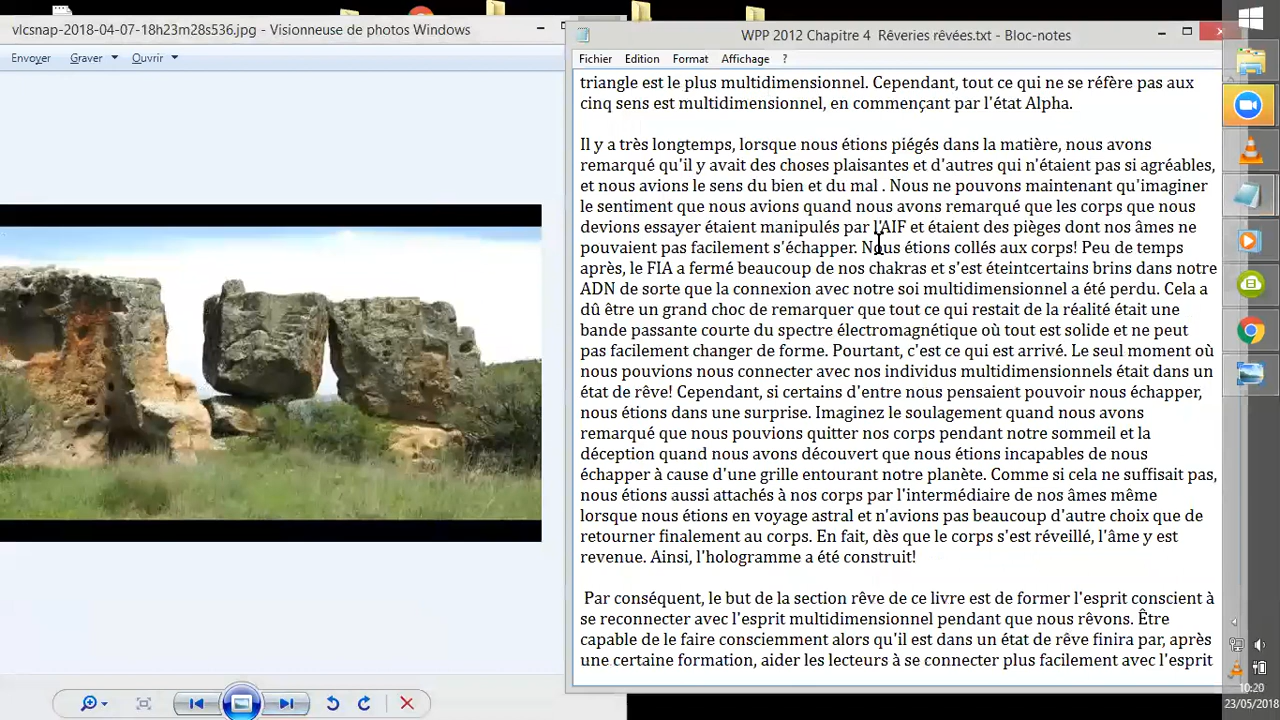 vlcsnap-2018-04-07-18h23m28s536.jpg - Visionneuse de photos Windows
Envoyer Graver Ouvrir
WPP 2012 Chapitre 4 Rêveries rêvées.txt - Bloc-notes
Fichier Edition Format Affichage ?
triangle est le plus multidimensionnel. Cependant, tout ce qui ne se réfère pas aux
cinq sens est multidimensionnel, en commençant par l'état Alpha.
Il y a très longtemps, lorsque nous étions piégés dans la matière, nous avons
remarqué qu'il y avait des choses plaisantes et d'autres qui n'étaient pas si agréables,
et nous avions le sens du bien et du mal . Nous ne pouvons maintenant qu'imaginer
le sentiment que nous avions quand nous avons remarqué que les corps que nous
devions essayer étaient manipulés par l'AIF et étaient des pièges dont nos âmes ne
pouvaient pas facilement s'échapper. Nous étions collés aux corps! Peu de temps
après, le FIA a fermé beaucoup de nos chakras et s'est éteintcertains brins dans notre
ADN de sorte que la connexion avec notre soi multidimensionnel a été perdu. Cela a
dû être un grand choc de remarquer que tout ce qui restait de la réalité était une
bande passante courte du spectre électromagnétique où tout est solide et ne peut
pas facilement changer de forme. Pourtant, c'est ce qui est arrivé. Le seul moment où
nous pouvions nous connecter avec nos individus multidimensionnels était dans un
état de rêve! Cependant, si certains d'entre nous pensaient pouvoir nous échapper,
nous étions dans une surprise. Imaginez le soulagement quand nous avons
remarqué que nous pouvions quitter nos corps pendant notre sommeil et la
déception quand nous avons découvert que nous étions incapables de nous
échapper à cause d'une grille entourant notre planète. Comme si cela ne suffisait pas,
nous étions aussi attachés à nos corps par l'intermédiaire de nos âmes même
lorsque nous étions en voyage astral et n'avions pas beaucoup d'autre choix que de
retourner finalement au corps. En fait, dès que le corps s'est réveillé, l'âme y est
revenue. Ainsi, l'hologramme a été construit!
Par conséquent, le but de la section rêve de ce livre est de former l'esprit conscient à
se reconnecter avec l'esprit multidimensionnel pendant que nous rêvons. Être
capable de le faire consciemment alors qu'il est dans un état de rêve finira par, après
une certaine formation, aider les lecteurs à se connecter plus facilement avec l'esprit
10:20
23/05/2018